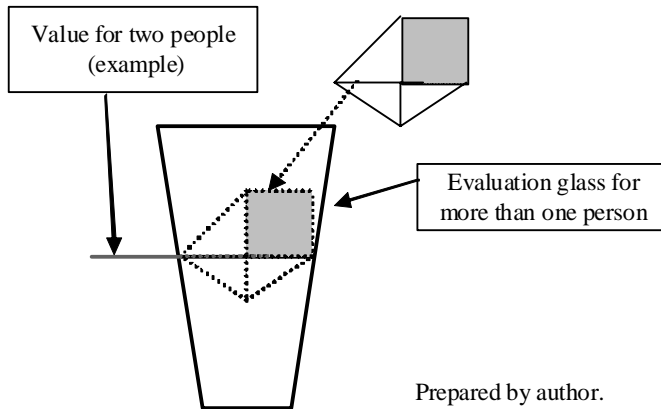 Value for two people
(example)
Evaluation glass for
more than one person
Prepared by author.